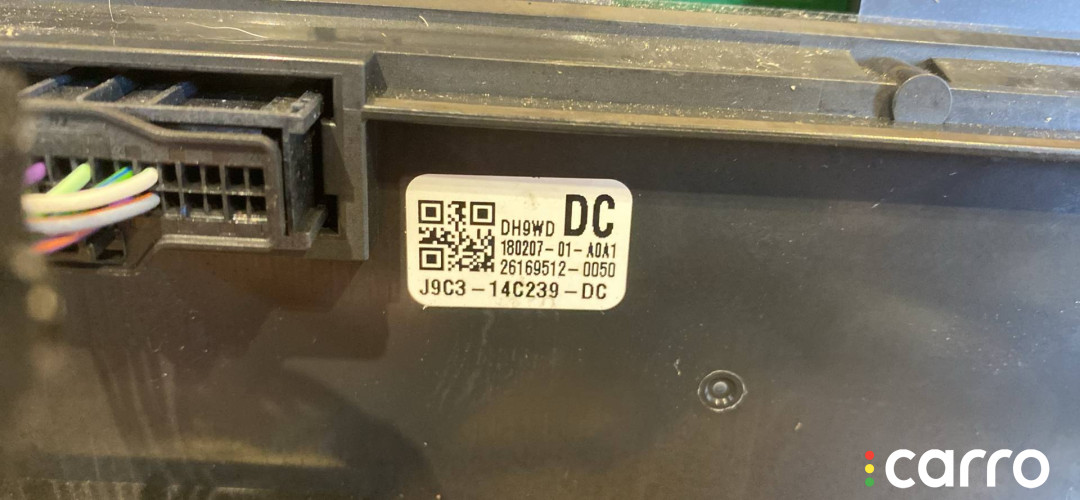 DH9WD DC
180207-01-A0A1
26169512-0050
J9C3-14C239-DC
carro